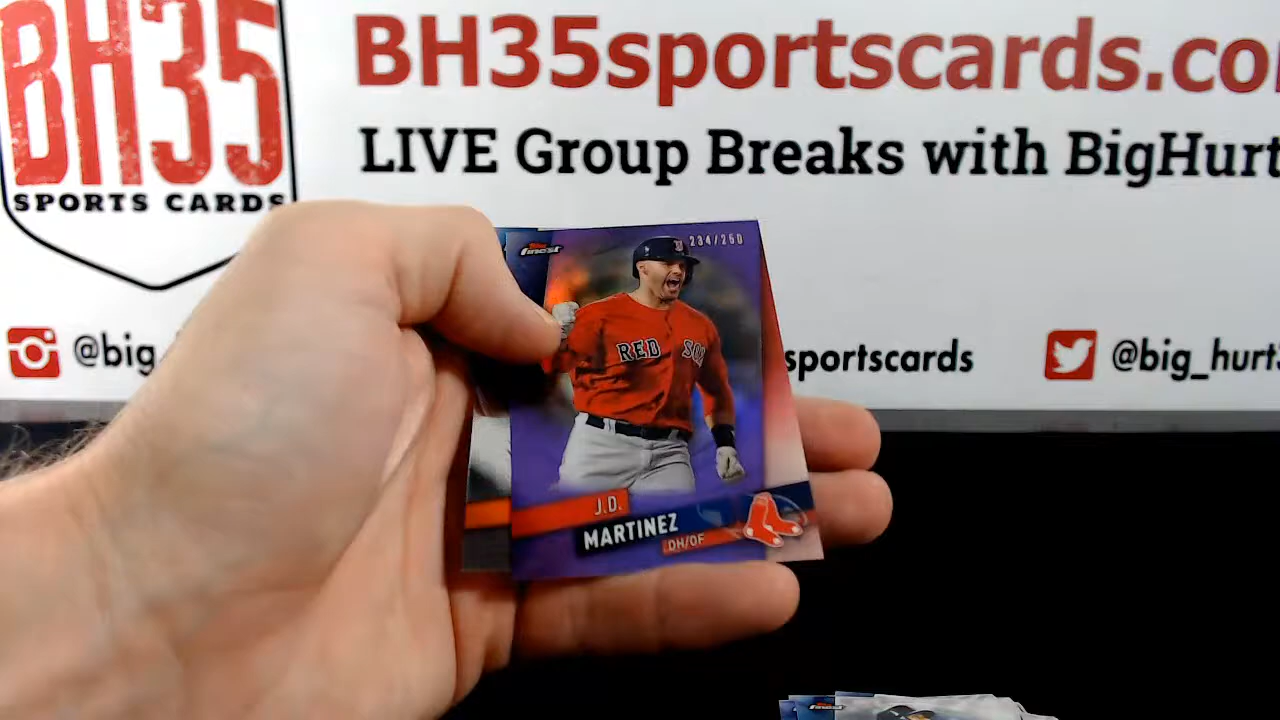 BH35
SPORTS CARDS
BH35sportscards.co
LIVE Group Breaks with BigHurt
@big
sportscards
@big_hurt
Finest
234/250
RED SOX
J.D.
MARTINEZ
DH/OF
Finest